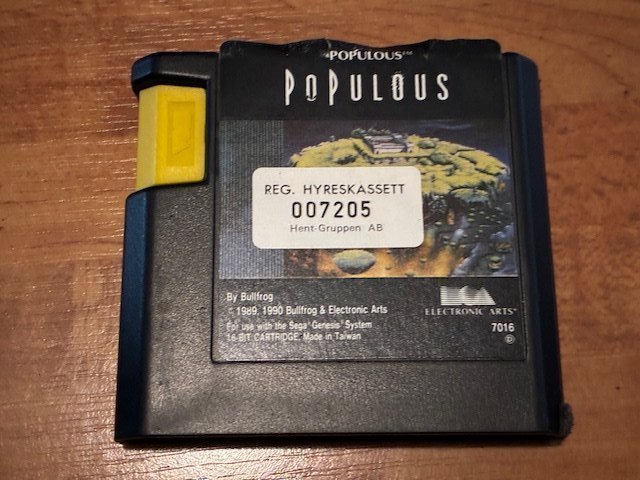 POPULOUS™
POPULOUS
REG. HYRESKASSETT
007205
Hent-Gruppen AB
By Bullfrog
© 1989, 1990 Bullfrog & Electronic Arts
For use with the Sega® Genesis™ System
16-BIT CARTRIDGE, Made in Taiwan
ELECTRONIC ARTS®
7016